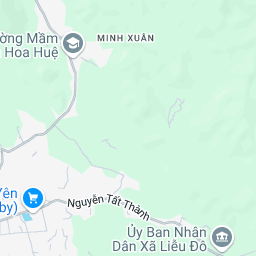 ờng Mầm
Hoa Huệ
MINH XUÂN
Yên
by)
Nguyễn Tất Thành
Ủy Ban Nhân
Dân Xã Liễu Đô